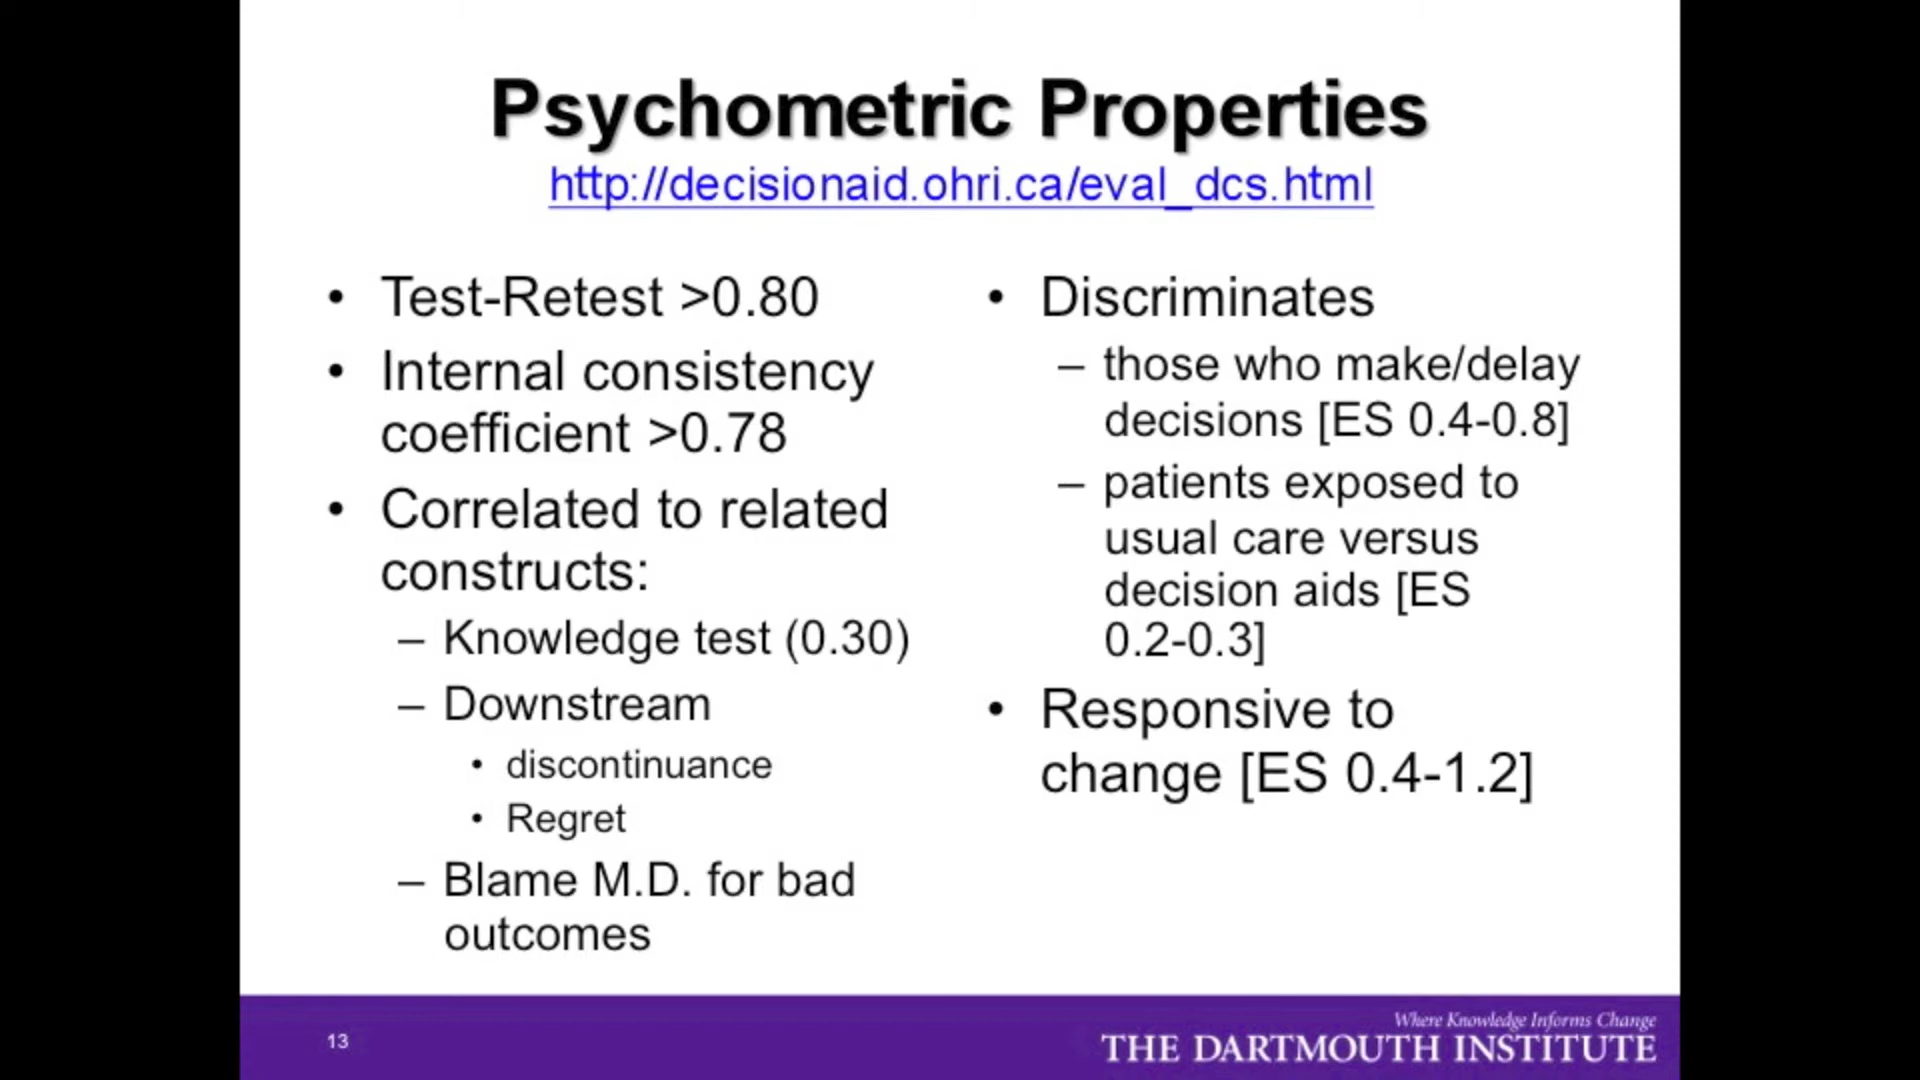 Psychometric Properties
http://decisionaid.ohri.ca/eval_dcs.html
• Test-Retest >0.80
• Internal consistency
coefficient >0.78
• Correlated to related
constructs:
– Knowledge test (0.30)
– Downstream
• discontinuance
• Regret
– Blame M.D. for bad
outcomes
• Discriminates
– those who make/delay
decisions [ES 0.4-0.8]
– patients exposed to
usual care versus
decision aids [ES
0.2-0.3]
• Responsive to
change [ES 0.4-1.2]
13
Where Knowledge Informs Change
THE DARTMOUTH INSTITUTE